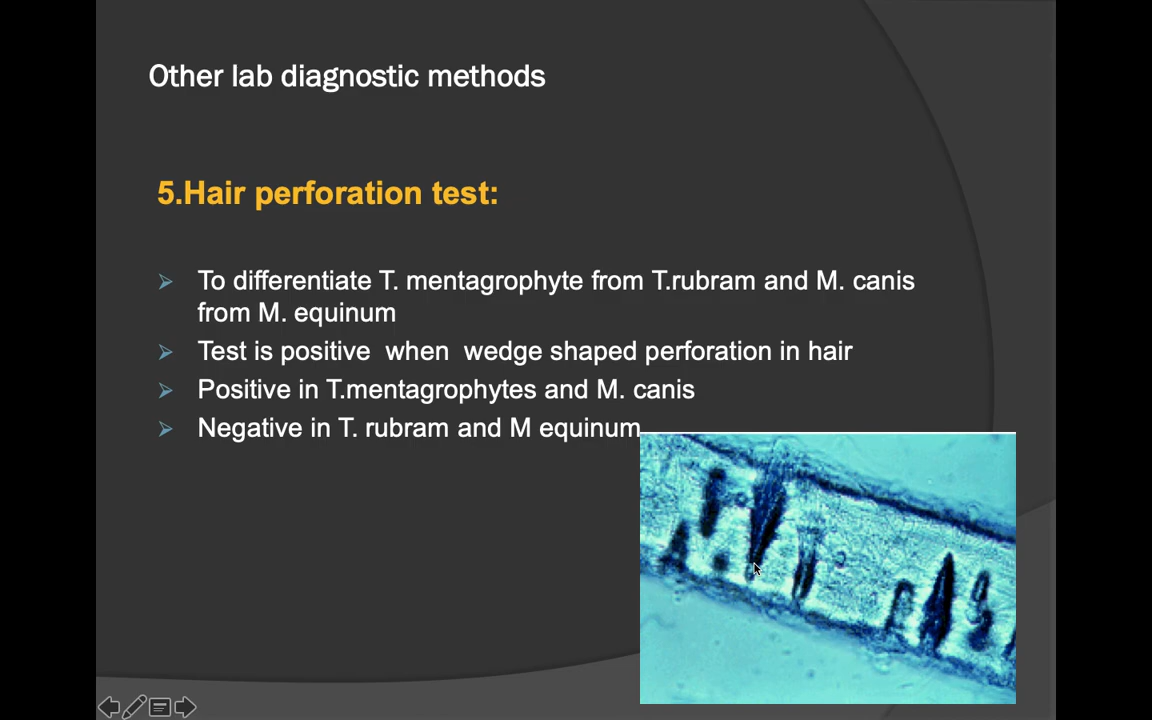 Other lab diagnostic methods
5.Hair perforation test:
To differentiate T. mentagrophyte from T.rubram and M. canis
from M. equinum
Test is positive when wedge shaped perforation in hair
Positive in T.mentagrophytes and M. canis
Negative in T. rubram and M equinum